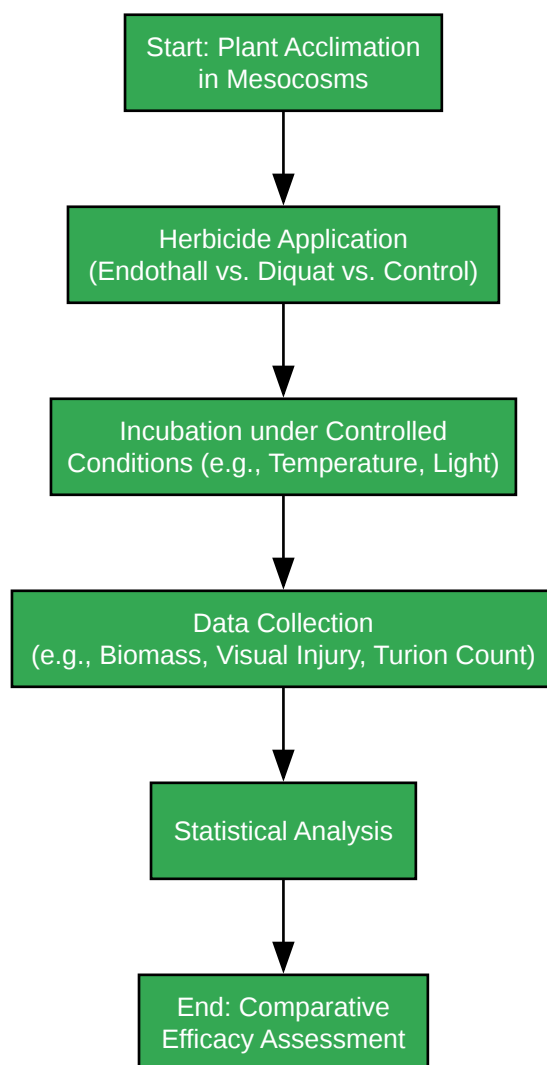 Start: Plant Acclimation
in Mesocosms
Herbicide Application
(Endothall vs. Diquat vs. Control)
Incubation under Controlled
Conditions (e.g., Temperature, Light)
Data Collection
(e.g., Biomass, Visual Injury, Turion Count)
Statistical Analysis
End: Comparative
Efficacy Assessment